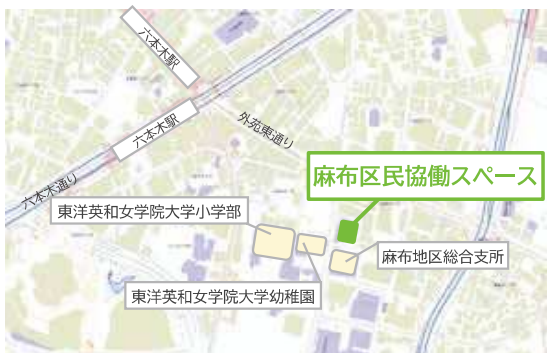 六本木駅
六本木駅
外苑東通り
麻布区民協働スペース
六本木通り
東洋英和女学院大学小学部
麻布地区総合支所
東洋英和女学院大学幼稚園